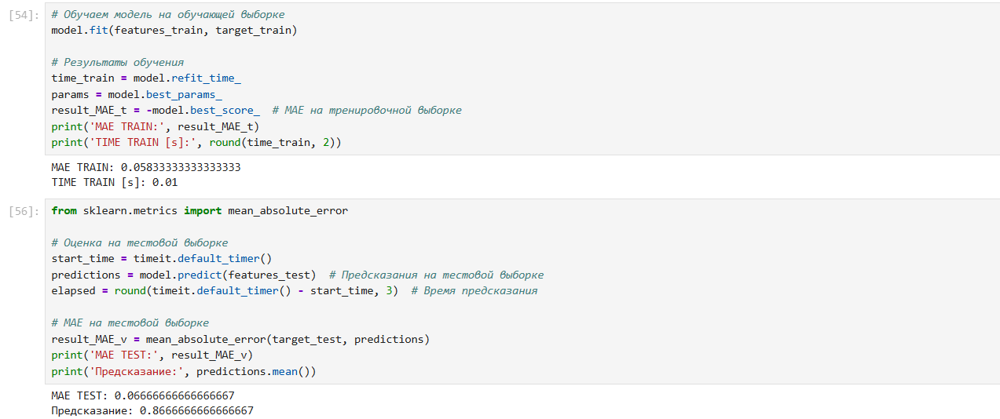 [54]:
# Обучаем модель на обучающей выборке
model.fit(features_train, target_train)
# Результаты обучения
time_train = model.refit_time_
params = model.best_params_
result_MAE_t = -model.best_score_  # MAE на тренировочной выборке
print('MAE TRAIN:', result_MAE_t)
print('TIME TRAIN [s]:', round(time_train, 2))
MAE TRAIN: 0.05833333333333333
TIME TRAIN [s]: 0.01
[56]:
from sklearn.metrics import mean_absolute_error
# Оценка на тестовой выборке
start_time = timeit.default_timer()
predictions = model.predict(features_test)  # Предсказания на тестовой выборке
elapsed = round(timeit.default_timer() - start_time, 3)  # Время предсказания
# MAE на тестовой выборке
result_MAE_v = mean_absolute_error(target_test, predictions)
print('MAE TEST:', result_MAE_v)
print('Предсказание:', predictions.mean())
MAE TEST: 0.06666666666666667
Предсказание: 0.8666666666666667